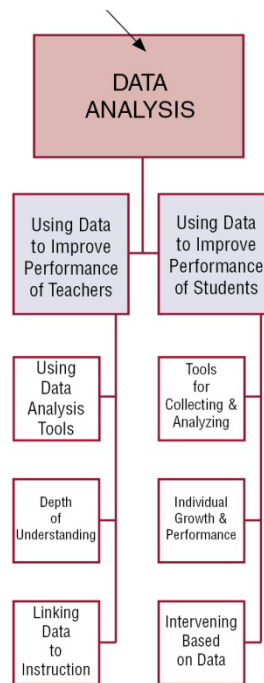 DATA
ANALYSIS
Using Data
to Improve
Performance
of Teachers
Using Data
to Improve
Performance
of Students
Using
Data
Analysis
Tools
Tools
for
Collecting &
Analyzing
Depth
of
Understanding
Individual
Growth &
Performance
Linking
Data
to
Instruction
Intervening
Based
on Data